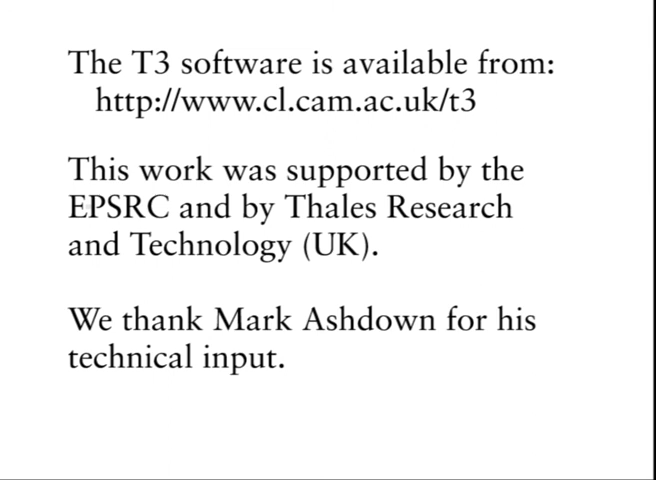 The T3 software is available from:
http://www.cl.cam.ac.uk/t3
This work was supported by the
EPSRC and by Thales Research
and Technology (UK).
We thank Mark Ashdown for his
technical input.